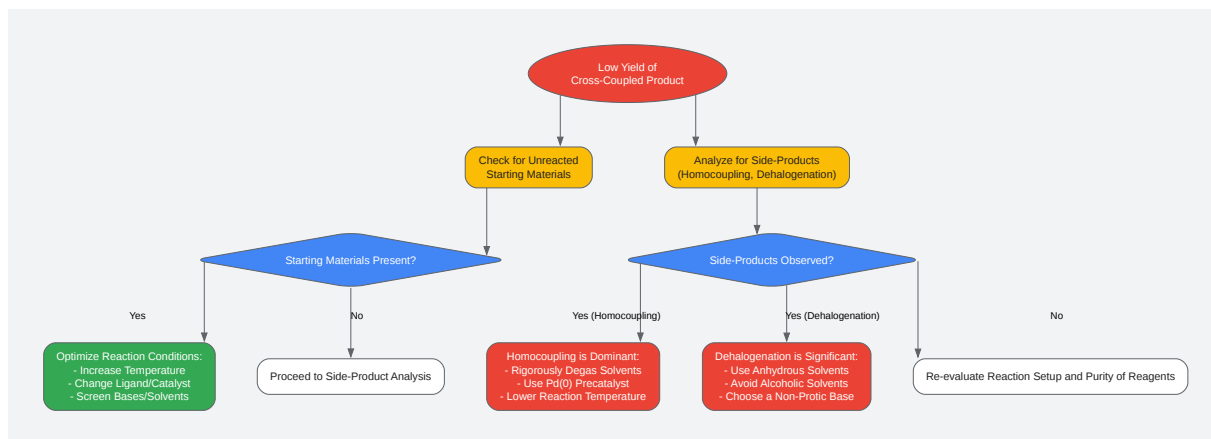 Low Yield of
Cross-Coupled Product
Check for Unreacted
Starting Materials
Analyze for Side-Products
(Homocoupling, Dehalogenation)
Starting Materials Present?
Side-Products Observed?
Yes
No
Yes (Homocoupling)
Yes (Dehalogenation)
No
Optimize Reaction Conditions:
- Increase Temperature
- Change Ligand/Catalyst
- Screen Bases/Solvents
Proceed to Side-Product Analysis
Homocoupling is Dominant:
- Rigorously Degas Solvents
- Use Pd(0) Precatalyst
- Lower Reaction Temperature
Dehalogenation is Significant:
- Use Anhydrous Solvents
- Avoid Alcoholic Solvents
- Choose a Non-Protic Base
Re-evaluate Reaction Setup and Purity of Reagents